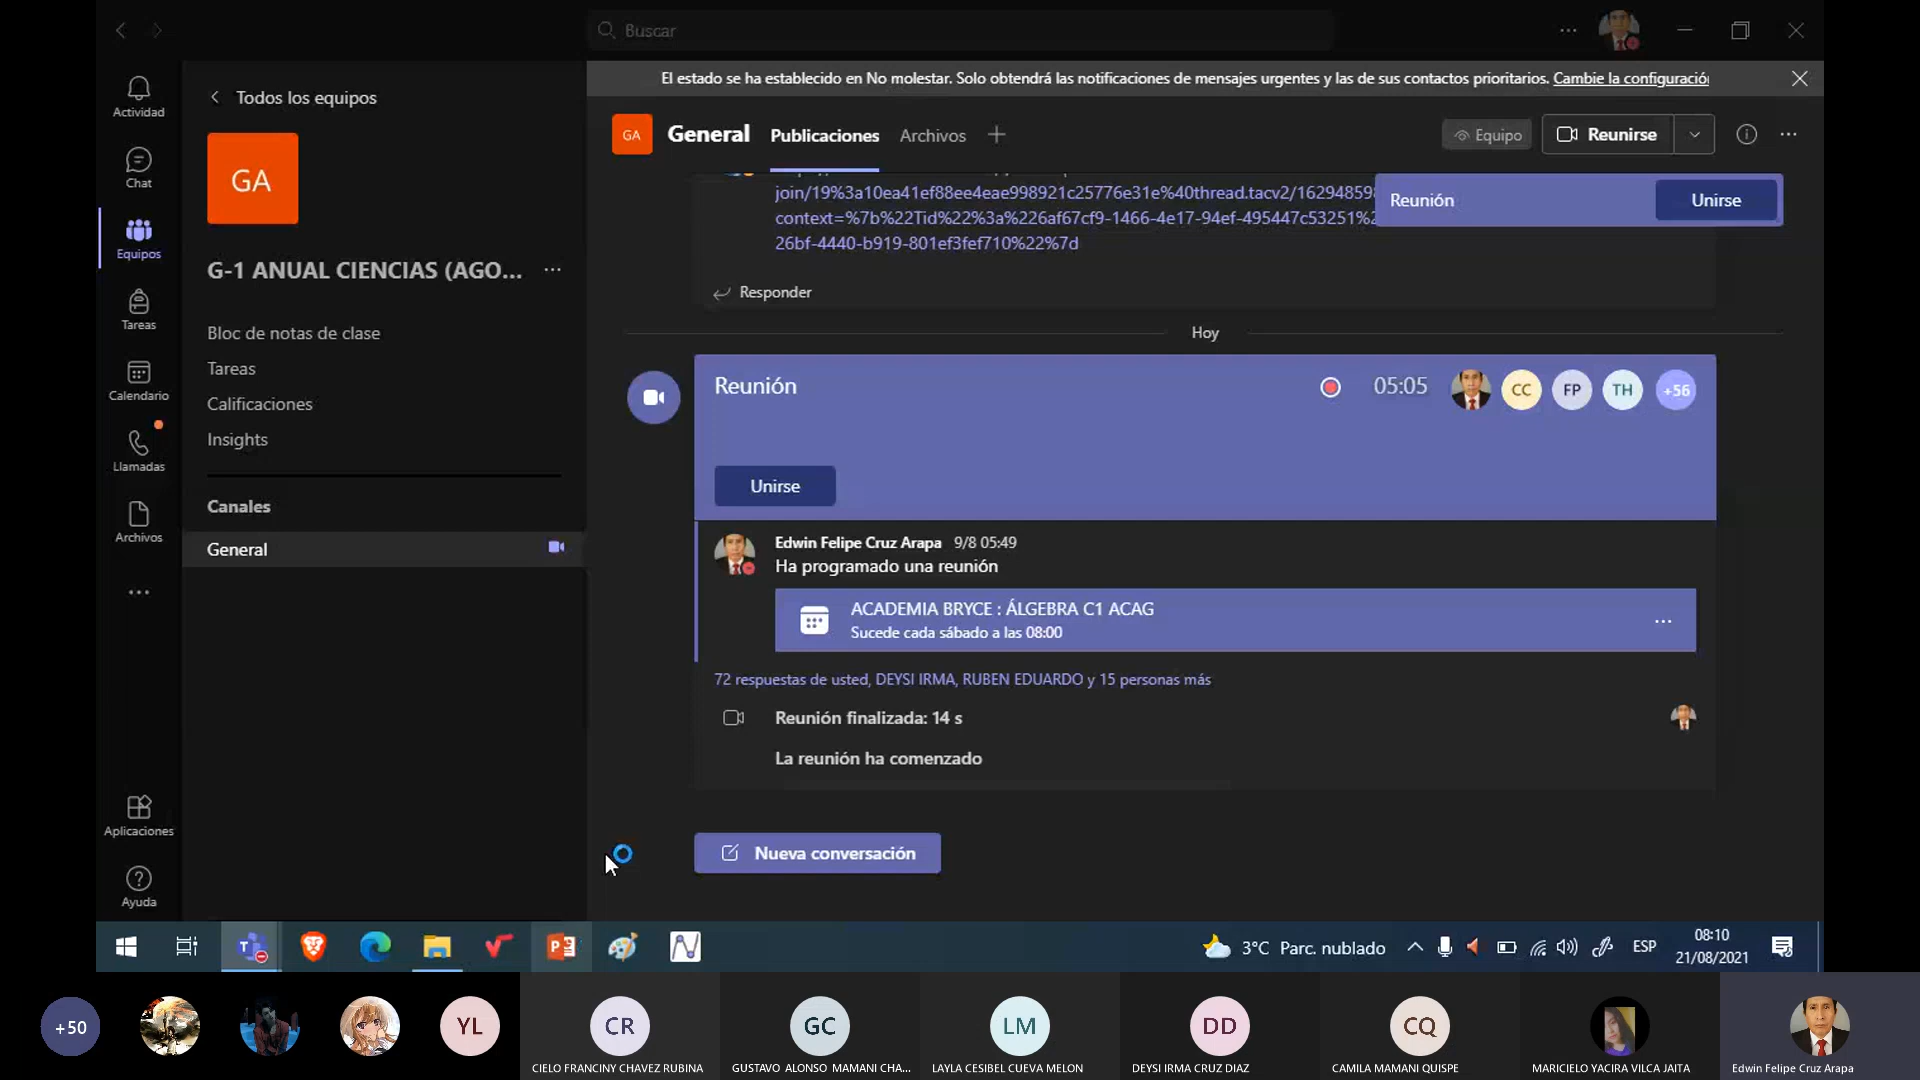 Buscar
El estado se ha establecido en No molestar. Solo obtendrá las notificaciones de mensajes urgentes y las de sus contactos prioritarios. Cambie la configuración
Actividad
Chat
Equipos
Tareas
Calendario
Llamadas
Archivos
Aplicaciones
Ayuda
Todos los equipos
GA
G-1 ANUAL CIENCIAS (AGO...
Bloc de notas de clase
Tareas
Calificaciones
Insights
Canales
General
GA General Publicaciones Archivos
Equipo Reunirse
join/19%3a10ea41ef88ee4eae998921c25776e31e%40thread.tacv2/162948598
context=%7b%22Tid%22%3a%226af67cf9-1466-4e17-94ef-495447c53251%2
26bf-4440-b919-801ef3fef710%22%7d
Reunión Unirse
Responder
Hoy
Reunión 05:05 CC FP TH +56
Unirse
Edwin Felipe Cruz Arapa 9/8 05:49
Ha programado una reunión
ACADEMIA BRYCE : ÁLGEBRA C1 ACAG
Sucede cada sábado a las 08:00
72 respuestas de usted, DEYSI IRMA, RUBEN EDUARDO y 15 personas más
Reunión finalizada: 14 s
La reunión ha comenzado
Nueva conversación
3°C Parc. nublado
ESP
08:10
21/08/2021
+50
YL
CR
CIELO FRANCINY CHAVEZ RUBINA
GC
GUSTAVO ALONSO MAMANI CHA...
LM
LAYLA CESIBEL CUEVA MELON
DD
DEYSI IRMA CRUZ DIAZ
CQ
CAMILA MAMANI QUISPE
MARICIELO YACIRA VILCA JAITA
Edwin Felipe Cruz Arapa